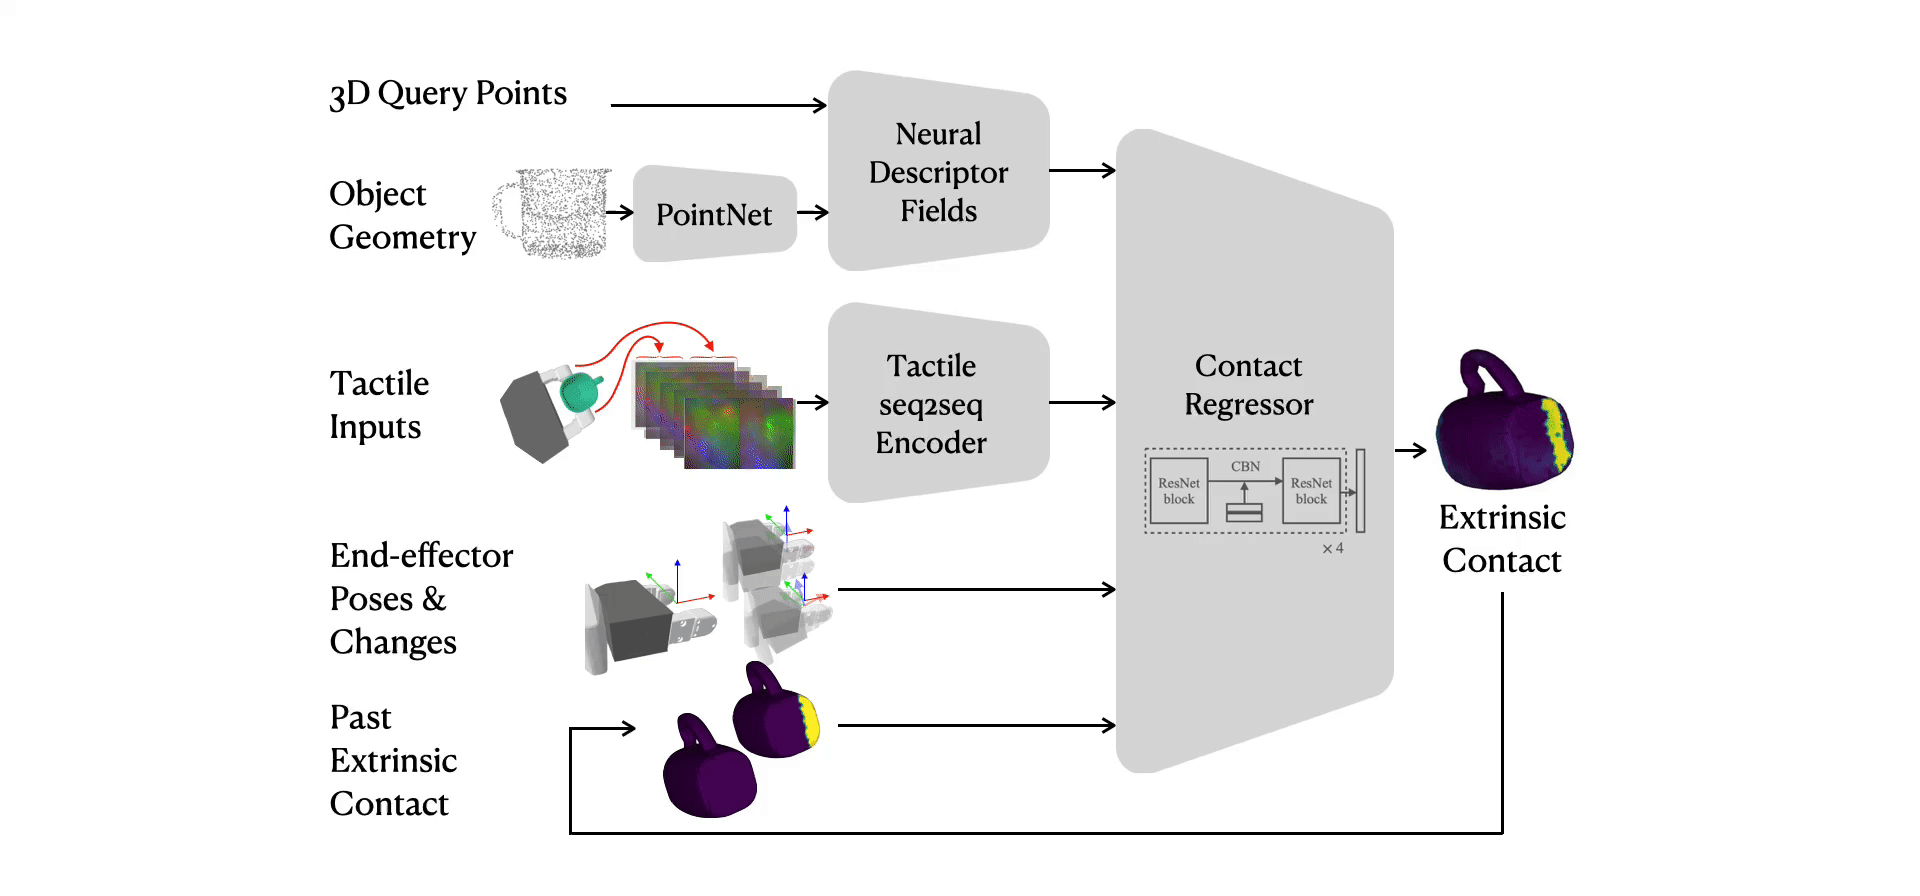 3D Query Points
Object
Geometry
PointNet
Neural
Descriptor
Fields
Tactile
Inputs
Tactile
seq2seq
Encoder
End-effector
Poses &
Changes
Past
Extrinsic
Contact
Contact
Regressor
ResNet
block
CBN
ResNet
block
× 4
Extrinsic
Contact